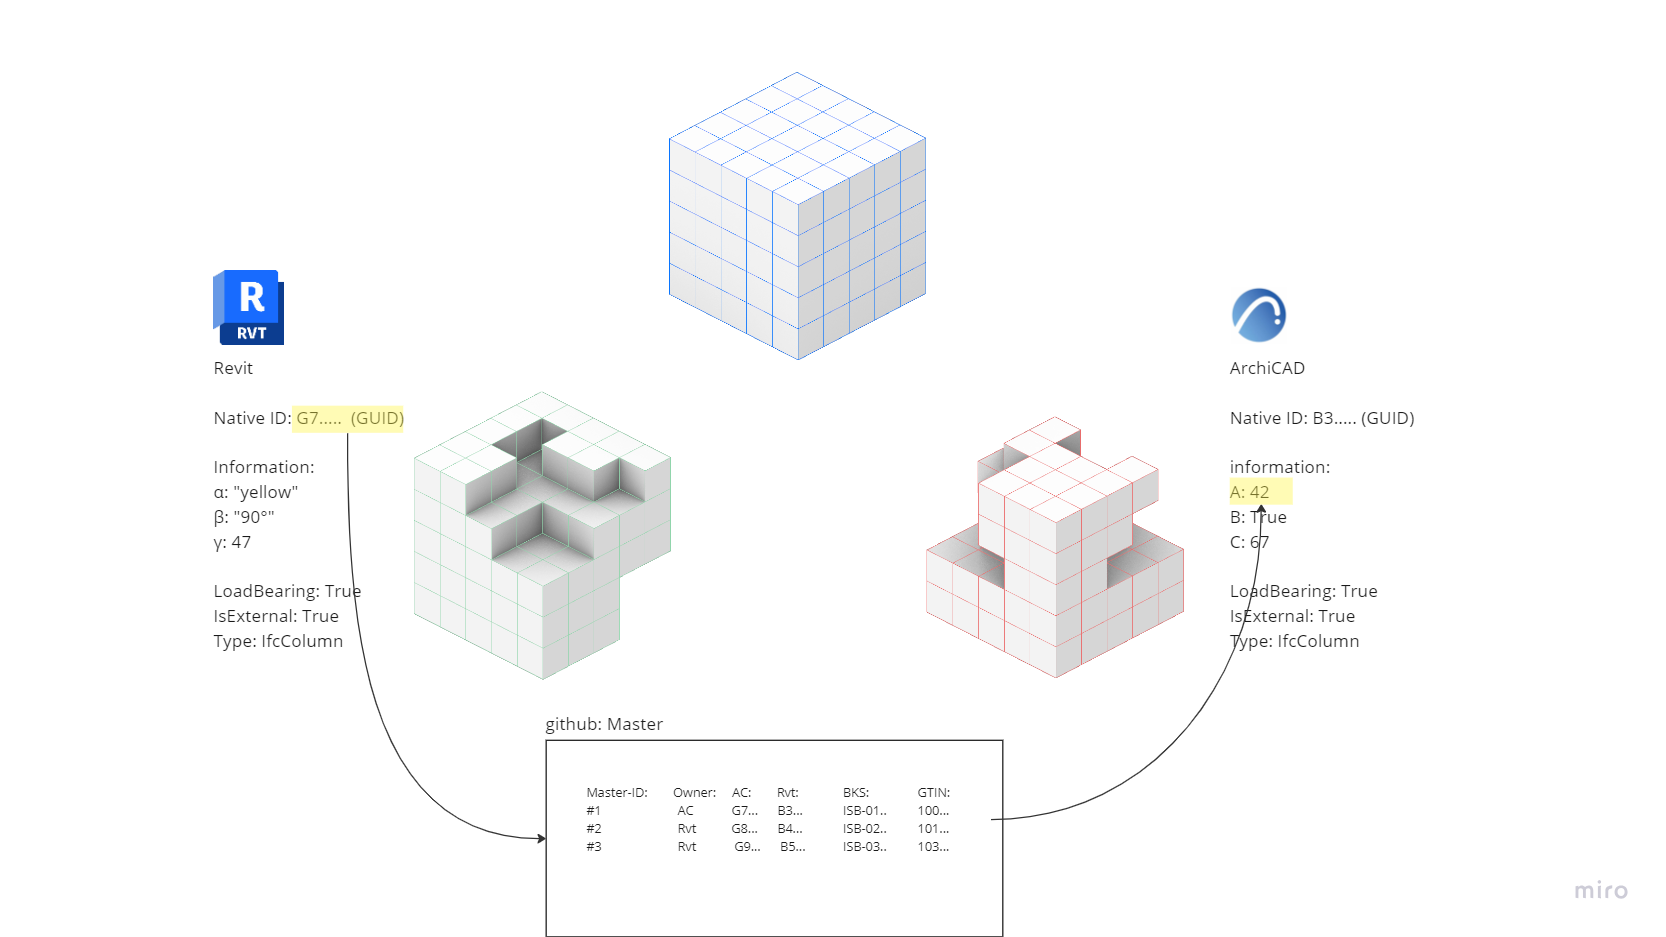 R
RVT
Revit
Native ID: G7..... (GUID)
Information:
α: "yellow"
β: "90°"
γ: 47
LoadBearing: True
IsExternal: True
Type: IfcColumn
ArchiCAD
Native ID: B3..... (GUID)
information:
A: 42
B: True
C: 67
LoadBearing: True
IsExternal: True
Type: IfcColumn
github: Master
Master-ID: Owner: AC: Rvt: BKS: GTIN:
#1 AC G7... B3... ISB-01.. 100...
#2 Rvt G8... B4... ISB-02.. 101...
#3 Rvt G9... B5... ISB-03.. 103...
miro